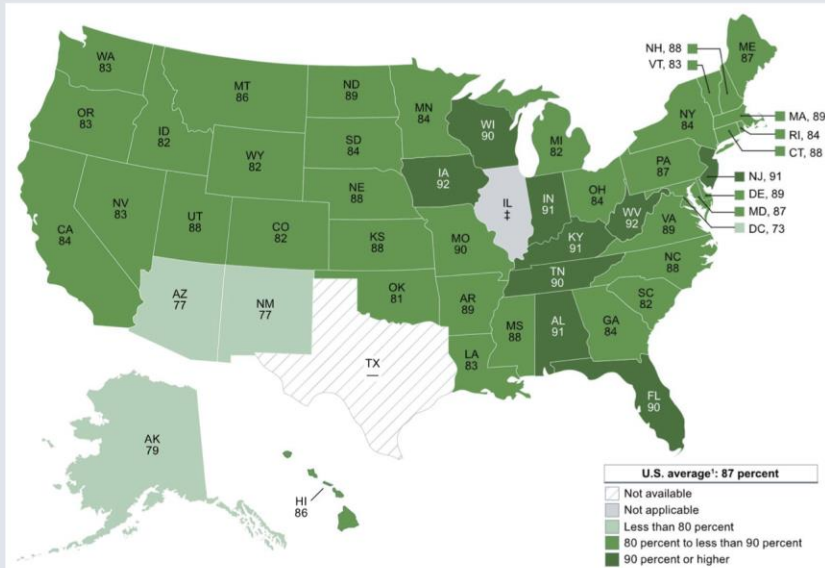 WA
83
OR
83
CA
84
NV
83
ID
82
MT
86
WY
82
UT
88
CO
82
AZ
77
NM
77
ND
89
SD
84
NE
88
KS
88
OK
81
TX
—
MN
84
IA
92
MO
90
AR
89
LA
83
WI
90
IL
‡
MI
82
IN
91
OH
84
KY
91
TN
90
MS
88
AL
91
GA
84
FL
90
SC
82
NC
88
VA
89
WV
92
PA
87
NY
84
ME
87
NH, 88
VT, 83
MA, 89
RI, 84
CT, 88
NJ, 91
DE, 89
MD, 87
DC, 73
AK
79
HI
86
U.S. average¹: 87 percent
Not available
Not applicable
Less than 80 percent
80 percent to less than 90 percent
90 percent or higher